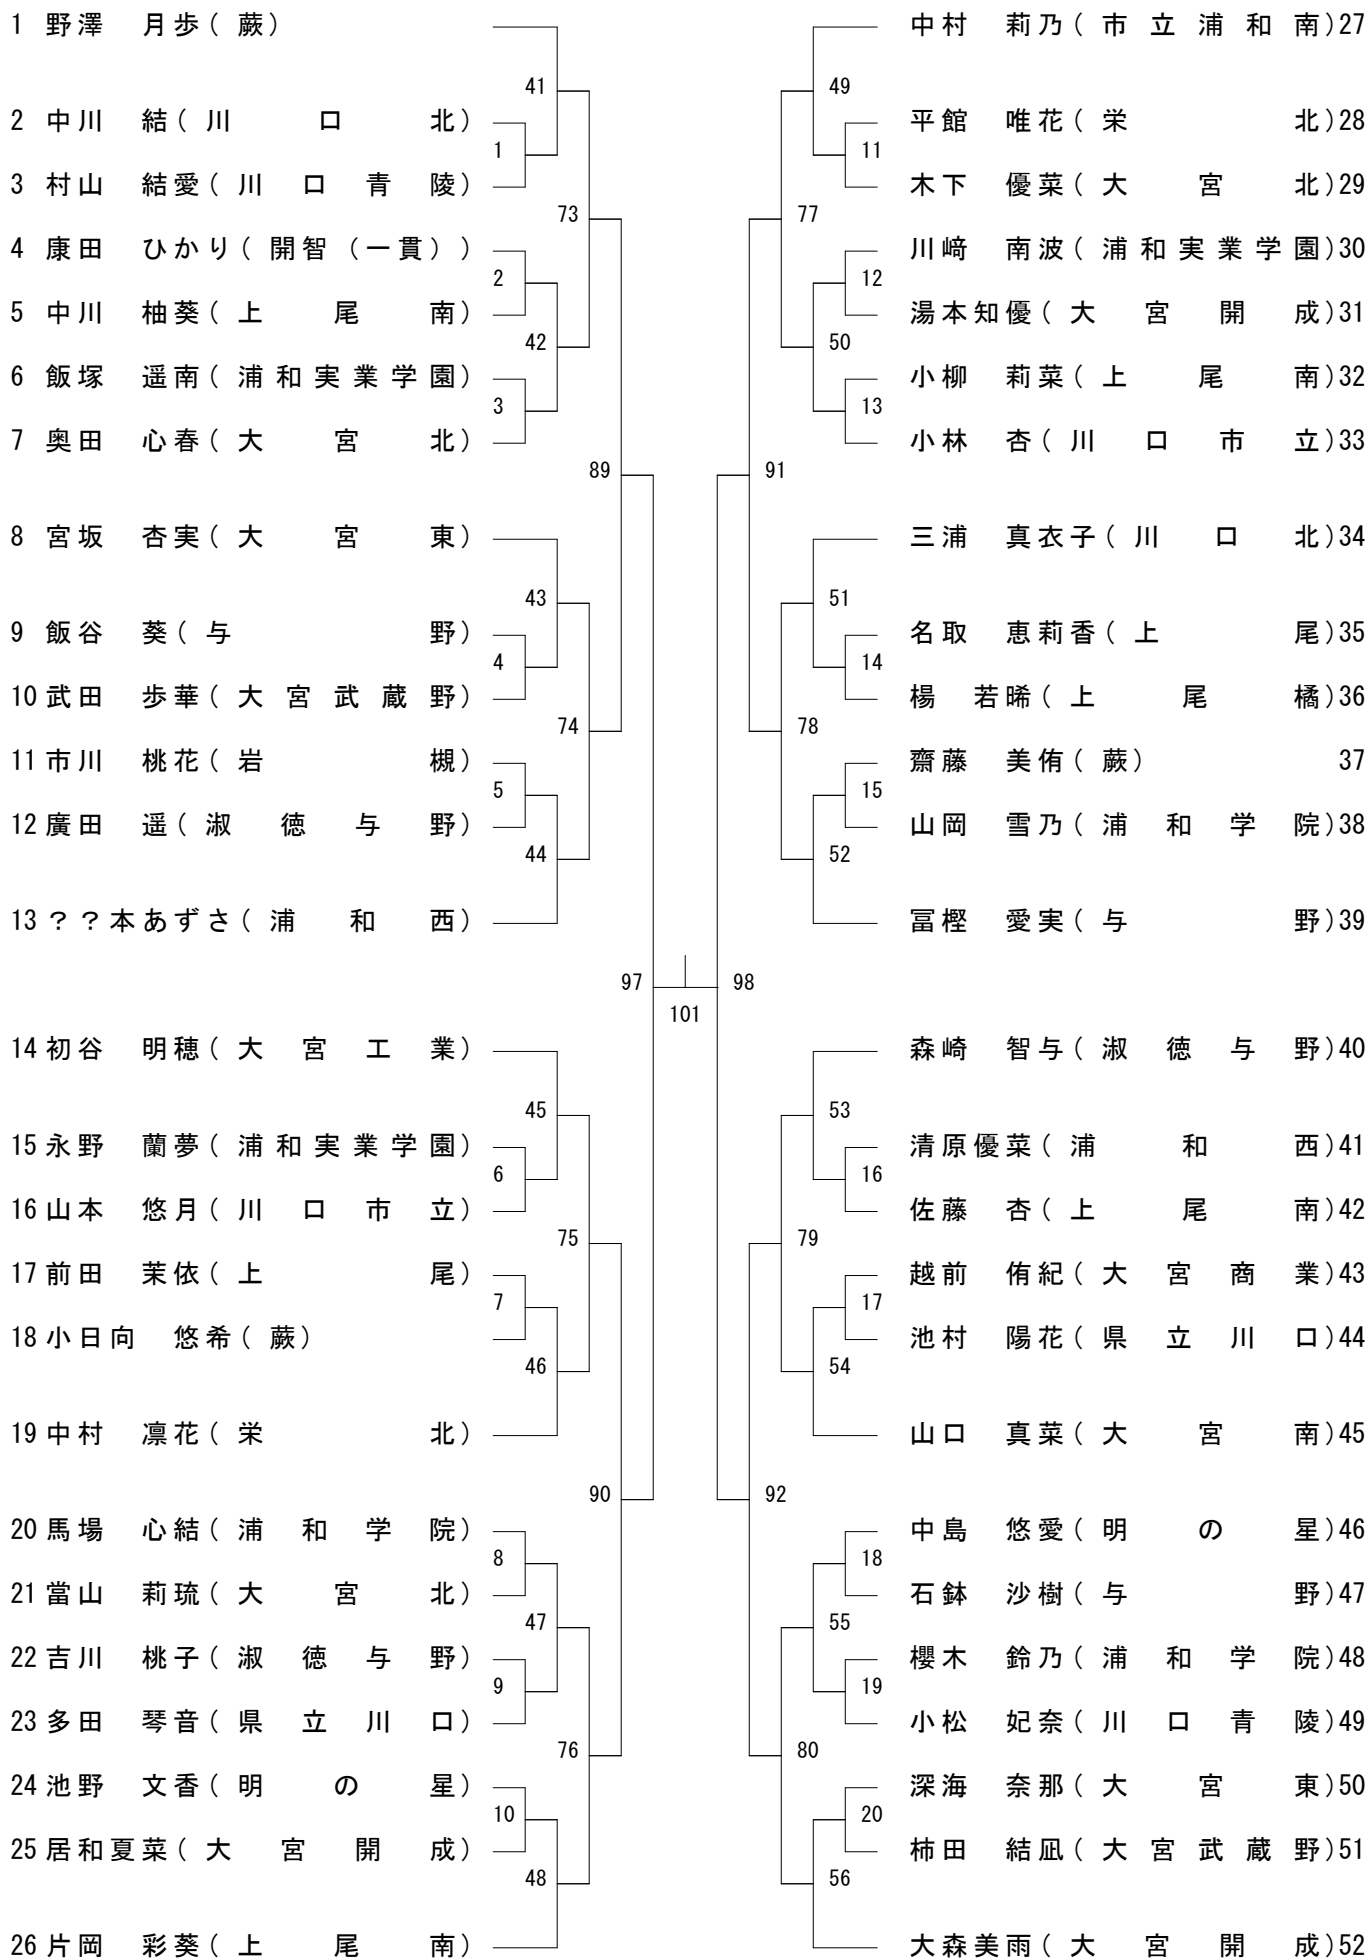 1 野澤 月歩(蕨)
41
2 中川 結(川口北)
1
3 村山 結愛(川口青陵)
73
4 康田 ひかり(開智(一貫))
2
5 中川 柚葵(上尾南)
42
6 飯塚 遥南(浦和実業学園)
3
7 奥田 心春(大宮北)
89
8 宮坂 杏実(大宮東)
43
9 飯谷 葵(与野)
4
10 武田 歩華(大宮武蔵野)
74
11 市川 桃花(岩槻)
5
12 廣田 遥(淑徳与野)
44
13 ??本あずさ(浦和西)
97
101
14 初谷 明穂(大宮工業)
45
15 永野 蘭夢(浦和実業学園)
6
16 山本 悠月(川口市立)
75
17 前田 茉依(上尾)
7
18 小日向 悠希(蕨)
46
19 中村 凛花(栄北)
90
20 馬場 心結(浦和学院)
8
21 當山 莉琉(大宮北)
47
22 吉川 桃子(淑徳与野)
9
23 多田 琴音(県立川口)
76
24 池野 文香(明の星)
10
25 居和夏菜(大宮開成)
48
26 片岡 彩葵(上尾南)
中村 莉乃(市立浦和南)27
49
平館 唯花(栄北)28
11
木下 優菜(大宮北)29
77
川﨑 南波(浦和実業学園)30
12
湯本知優(大宮開成)31
50
小柳 莉菜(上尾南)32
13
小林 杏(川口市立)33
91
三浦 真衣子(川口北)34
51
名取 恵莉香(上尾)35
14
楊 若晞(上尾橘)36
78
齋藤 美侑(蕨) 37
15
山岡 雪乃(浦和学院)38
52
冨樫 愛実(与野)39
98
森崎 智与(淑徳与野)40
53
清原優菜(浦和西)41
16
佐藤 杏(上尾南)42
79
越前 侑紀(大宮商業)43
17
池村 陽花(県立川口)44
54
山口 真菜(大宮南)45
92
中島 悠愛(明の星)46
18
石鉢 沙樹(与野)47
55
櫻木 鈴乃(浦和学院)48
19
小松 妃奈(川口青陵)49
80
深海 奈那(大宮東)50
20
柿田 結凪(大宮武蔵野)51
56
大森美雨(大宮開成)52